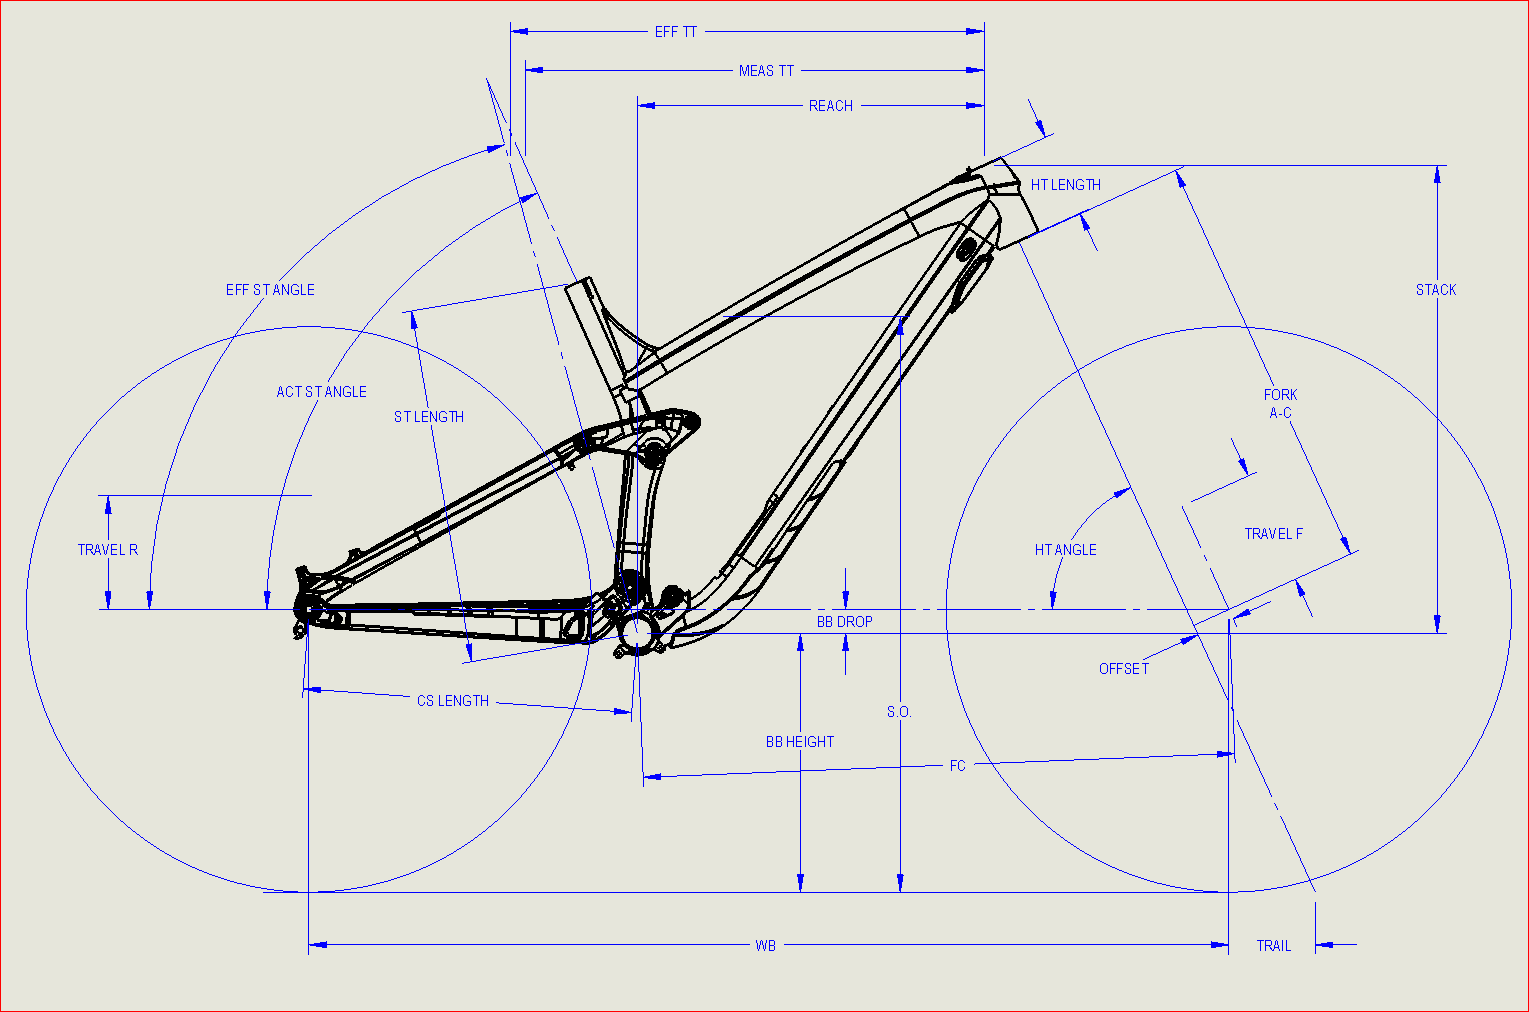 EFF TT
MEAS TT
REACH
HT LENGTH
EFF ST ANGLE
STACK
ACT ST ANGLE
FORK
A-C
ST LENGTH
TRAVEL F
TRAVEL R
HT ANGLE
BB DROP
OFFSET
CS LENGTH
S.O.
BB HEIGHT
FC
WB
TRAIL